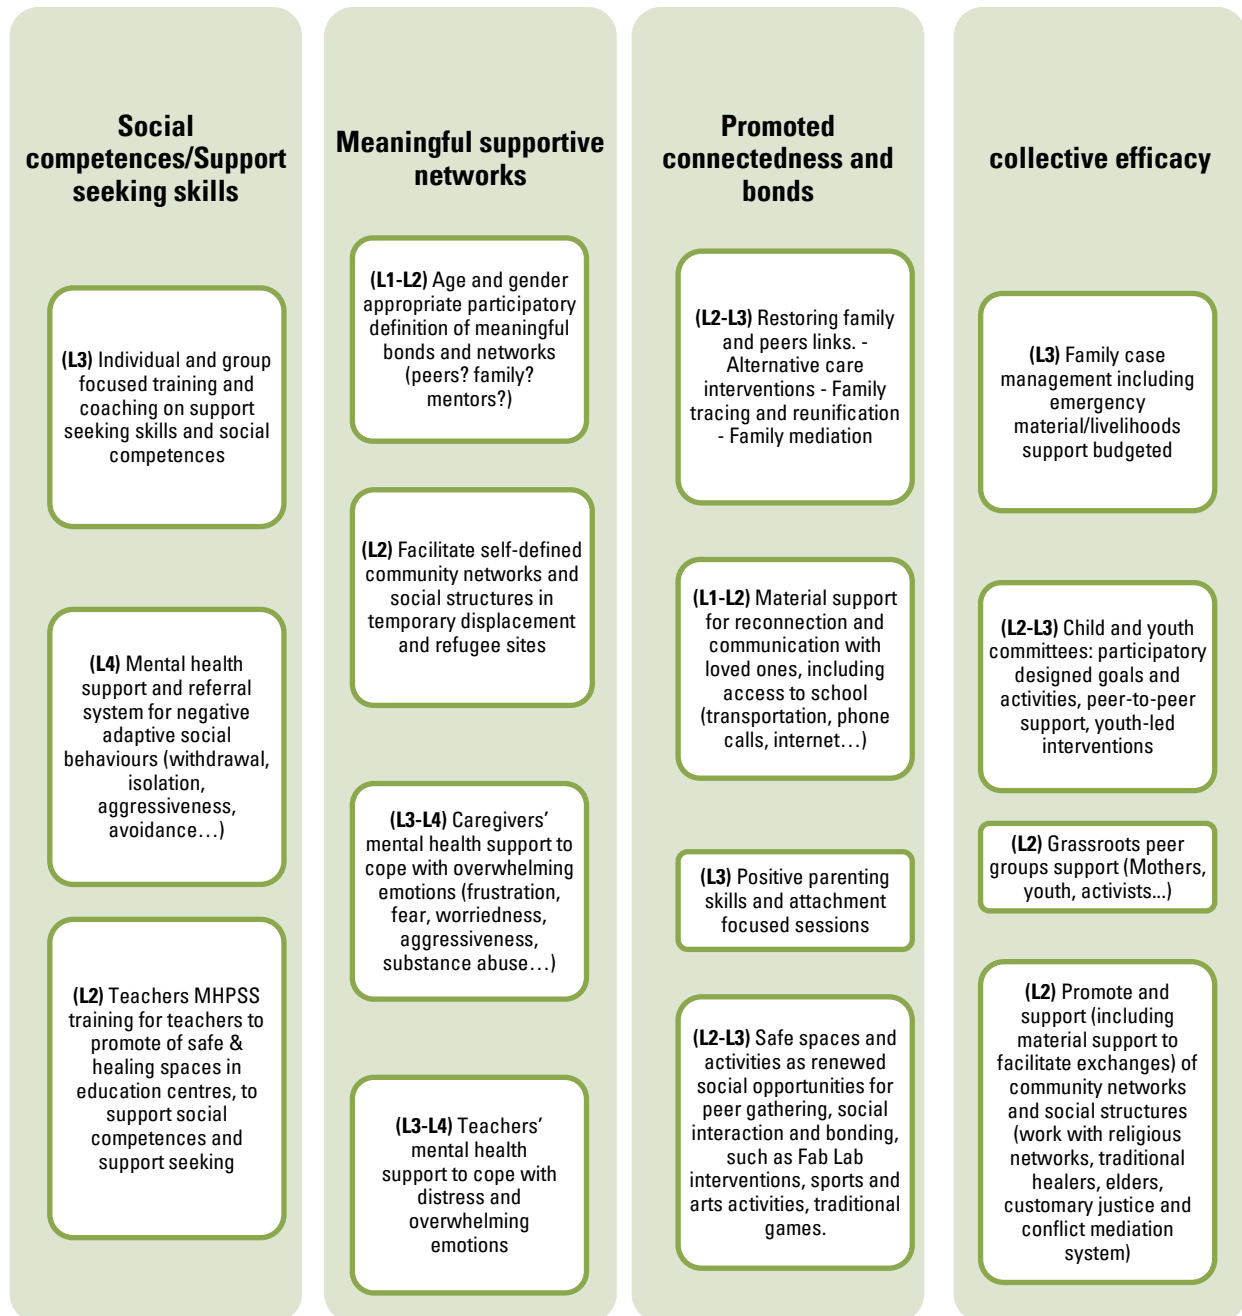 Social
competences/Support
seeking skills
(L3) Individual and group
focused training and
coaching on support
seeking skills and social
competences
(L4) Mental health
support and referral
system for negative
adaptive social
behaviours (withdrawal,
isolation,
aggressiveness,
avoidance…)
(L2) Teachers MHPSS
training for teachers to
promote of safe &
healing spaces in
education centres, to
support social
competences and
support seeking
Meaningful supportive
networks
(L1-L2) Age and gender
appropriate participatory
definition of meaningful
bonds and networks
(peers? family?
mentors?)
(L2) Facilitate self-defined
community networks and
social structures in
temporary displacement
and refugee sites
(L3-L4) Caregivers’
mental health support to
cope with overwhelming
emotions (frustration,
fear, worriedness,
aggressiveness,
substance abuse…)
(L3-L4) Teachers’
mental health
support to cope with
distress and
overwhelming
emotions
Promoted
connectedness and
bonds
(L2-L3) Restoring family
and peers links. -
Alternative care
interventions - Family
tracing and reunification
- Family mediation
(L1-L2) Material support
for reconnection and
communication with
loved ones, including
access to school
(transportation, phone
calls, internet…)
(L3) Positive parenting
skills and attachment
focused sessions
(L2-L3) Safe spaces and
activities as renewed
social opportunities for
peer gathering, social
interaction and bonding,
such as Fab Lab
interventions, sports and
arts activities, traditional
games.
collective efficacy
(L3) Family case
management including
emergency
material/livelihoods
support budgeted
(L2-L3) Child and youth
committees: participatory
designed goals and
activities, peer-to-peer
support, youth-led
interventions
(L2) Grassroots peer
groups support (Mothers,
youth, activists...)
(L2) Promote and
support (including
material support to
facilitate exchanges) of
community networks
and social structures
(work with religious
networks, traditional
healers, elders,
customary justice and
conflict mediation
system)